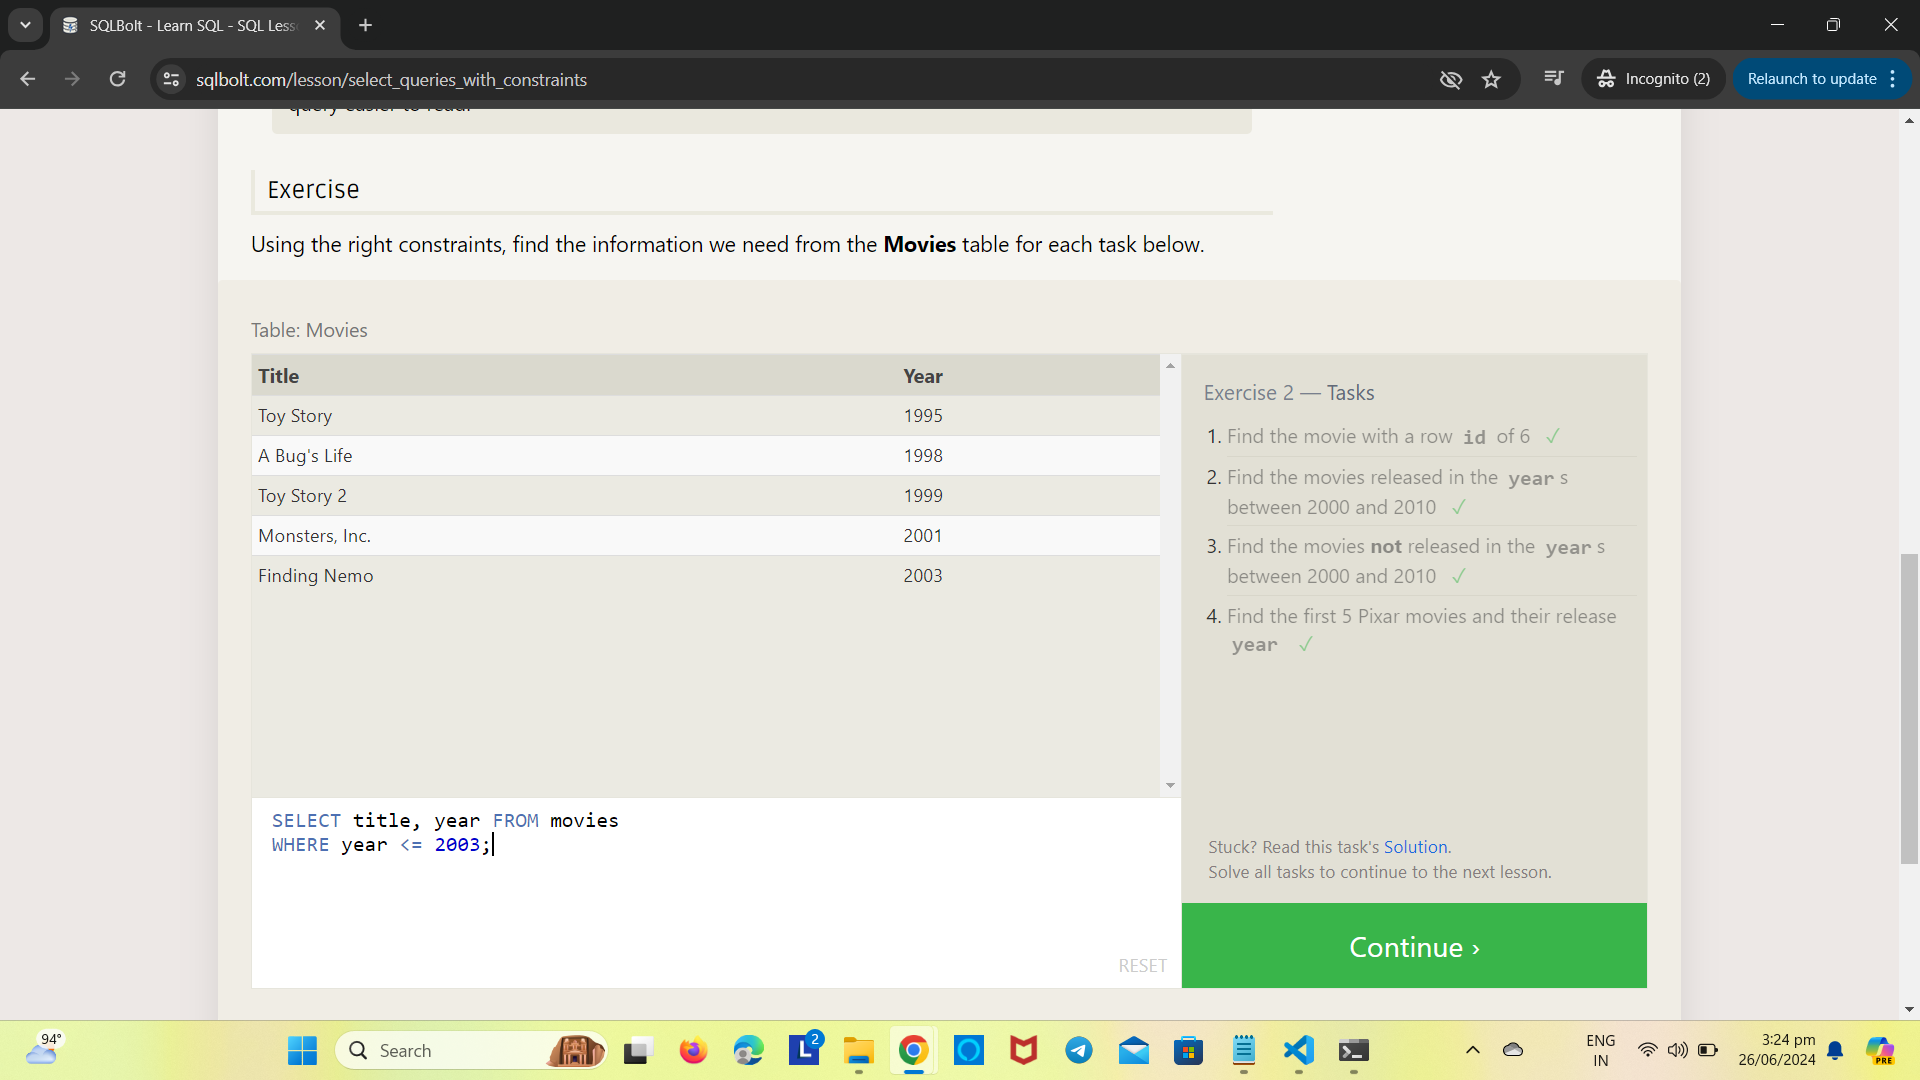 SQLBolt - Learn SQL - SQL Less
sqlbolt.com/lesson/select_queries_with_constraints
Incognito (2)
Relaunch to update
query easier to read.
Exercise
Using the right constraints, find the information we need from the Movies table for each task below.
Table: Movies
Title Year
Toy Story 1995
A Bug's Life 1998
Toy Story 2 1999
Monsters, Inc. 2001
Finding Nemo 2003
SELECT title, year FROM movies
WHERE year <= 2003;
RESET
Exercise 2 — Tasks
1. Find the movie with a row id of 6 ✓
2. Find the movies released in the year s
between 2000 and 2010 ✓
3. Find the movies not released in the year s
between 2000 and 2010 ✓
4. Find the first 5 Pixar movies and their release
year ✓
Stuck? Read this task's Solution.
Solve all tasks to continue to the next lesson.
Continue ›
94°
Search
L 2
ENG
IN
3:24 pm
26/06/2024
PRE